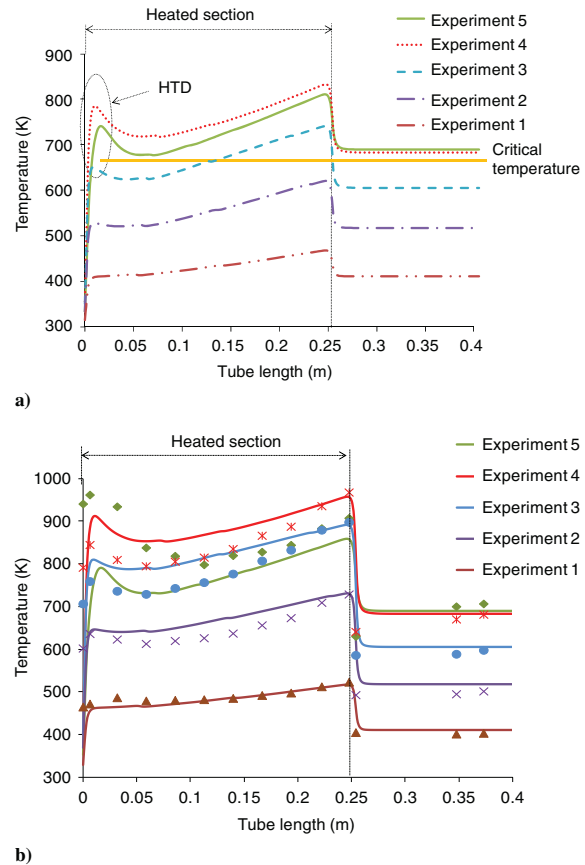 Heated section
1000
900
800
700
600
500
400
300
Temperature (K)
HTD
Experiment 5
Experiment 4
Experiment 3
Experiment 2
Experiment 1
Critical
temperature
0 0.05 0.1 0.15 0.2 0.25 0.3 0.35 0.4
Tube length (m)
a)
Heated section
1000
900
800
700
600
500
400
300
Temperature (K)
Experiment 5
Experiment 4
Experiment 3
Experiment 2
Experiment 1
0 0.05 0.1 0.15 0.2 0.25 0.3 0.35 0.4
Tube length (m)
b)